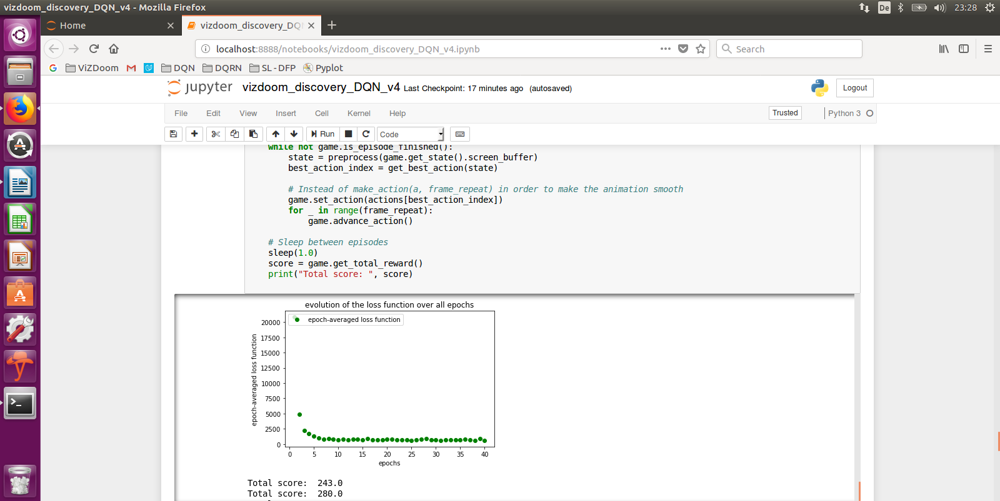 vizdoom_discovery_DQN_v4 - Mozilla Firefox
De
23:28
Home
vizdoom_discovery_DQ
localhost:8888/notebooks/vizdoom_discovery_DQN_v4.ipynb
Search
ViZDoom
DQN
DQRN
SL - DFP
Pyplot
jupyter
vizdoom_discovery_DQN_v4 Last Checkpoint: 17 minutes ago (autosaved)
Logout
File
Edit
View
Insert
Cell
Kernel
Help
Trusted
Python 3
Run
Code
while not game.is_episode_finished():
state = preprocess(game.get_state().screen_buffer)
best_action_index = get_best_action(state)
# Instead of make_action(a, frame_repeat) in order to make the animation smooth
game.set_action(actions[best_action_index])
for _ in range(frame_repeat):
game.advance_action()
# Sleep between episodes
sleep(1.0)
score = game.get_total_reward()
print("Total score: ", score)
evolution of the loss function over all epochs
epoch-averaged loss function
epoch-averaged loss function
20000
17500
15000
12500
10000
7500
5000
2500
0
0 5 10 15 20 25 30 35 40
epochs
Total score: 243.0
Total score: 280.0